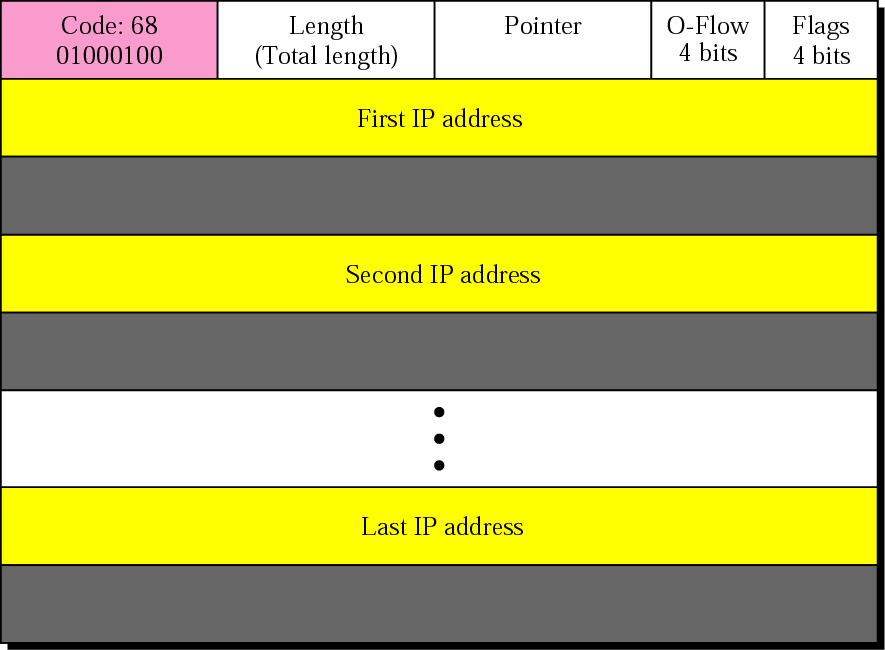 Code: 68
01000100
Length
(Total length)
Pointer
O-Flow
4 bits
Flags
4 bits
First IP address
Second IP address
Last IP address